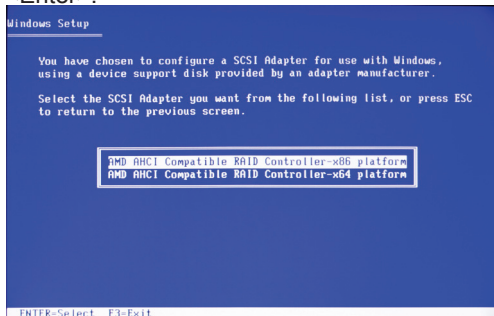 Enter .
Windows Setup
You have chosen to configure a SCSI Adapter for use with Windows,
using a device support disk provided by an adapter manufacturer.
Select the SCSI Adapter you want from the following list, or press ESC
to return to the previous screen.
AMD AHCI Compatible RAID Controller-x86 platform
AMD AHCI Compatible RAID Controller-x64 platform
ENTER=Select F3=Exit